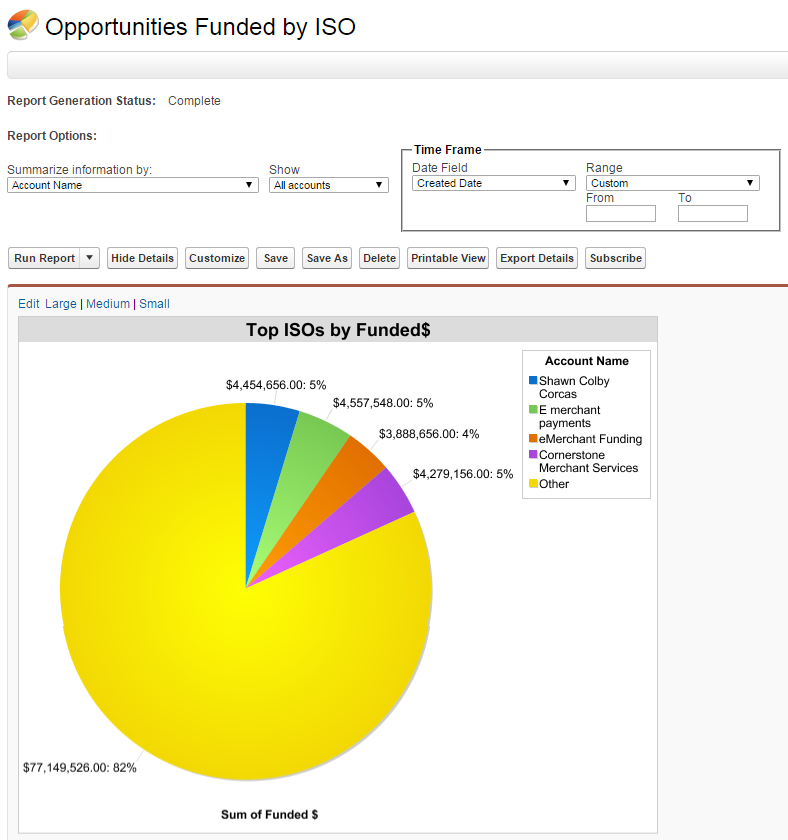 Opportunities Funded by ISO
Report Generation Status: Complete
Report Options:
Time Frame
Summarize information by:
Show
Date Field
Range
Account Name
All accounts
Created Date
Custom
From
To
Run Report
Hide Details
Customize
Save
Save As
Delete
Printable View
Export Details
Subscribe
Edit Large | Medium | Small
Top ISOs by Funded$
Account Name
Shawn Colby
Corcas
E merchant
payments
eMerchant Funding
Cornerstone
Merchant Services
Other
$4,454,656.00: 5%
$4,557,548.00: 5%
$3,888,656.00: 4%
$4,279,156.00: 5%
$77,149,526.00: 82%
Sum of Funded $